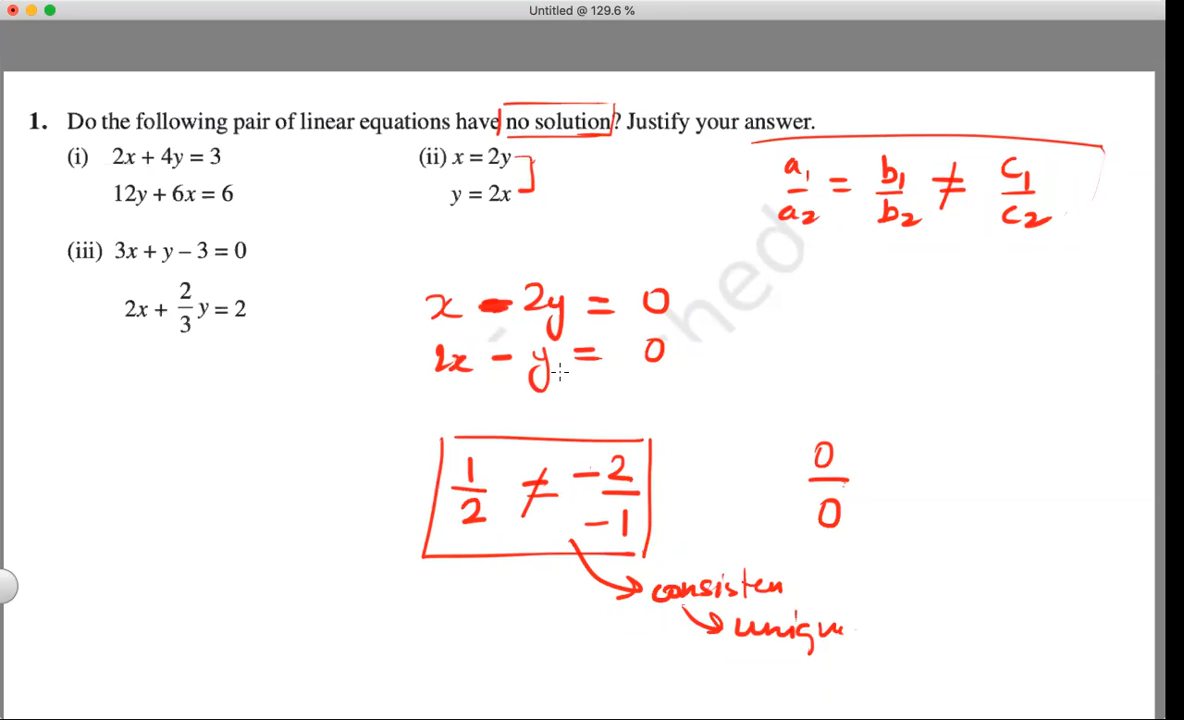 Untitled @ 129.6 %
1. Do the following pair of linear equations have no solution? Justify your answer.
(i) 2x + 4y = 3
12y + 6x = 6
(ii) x = 2y
y = 2x
a₁/a₂ = b₁/b₂ ≠ c₁/c₂
(iii) 3x + y – 3 = 0
2x + 2/3 y = 2
x - 2y = 0
2x - y = 0
1/2 ≠ -2/-1
0/0
consisten
uniqu